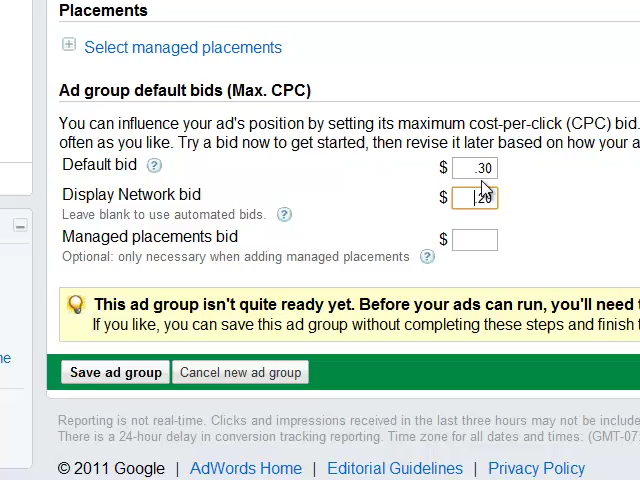 Placements
Select managed placements
Ad group default bids (Max. CPC)
You can influence your ad's position by setting its maximum cost-per-click (CPC) bid.
often as you like. Try a bid now to get started, then revise it later based on how your a
Default bid ? $ .30
Display Network bid $ .20
Leave blank to use automated bids. ?
Managed placements bid $
Optional: only necessary when adding managed placements ?
This ad group isn't quite ready yet. Before your ads can run, you'll need t
If you like, you can save this ad group without completing these steps and finish t
ne
Save ad group Cancel new ad group
Reporting is not real-time. Clicks and impressions received in the last three hours may not be include
There is a 24-hour delay in conversion tracking reporting. Time zone for all dates and times: (GMT-07:
© 2011 Google | AdWords Home | Editorial Guidelines | Privacy Policy